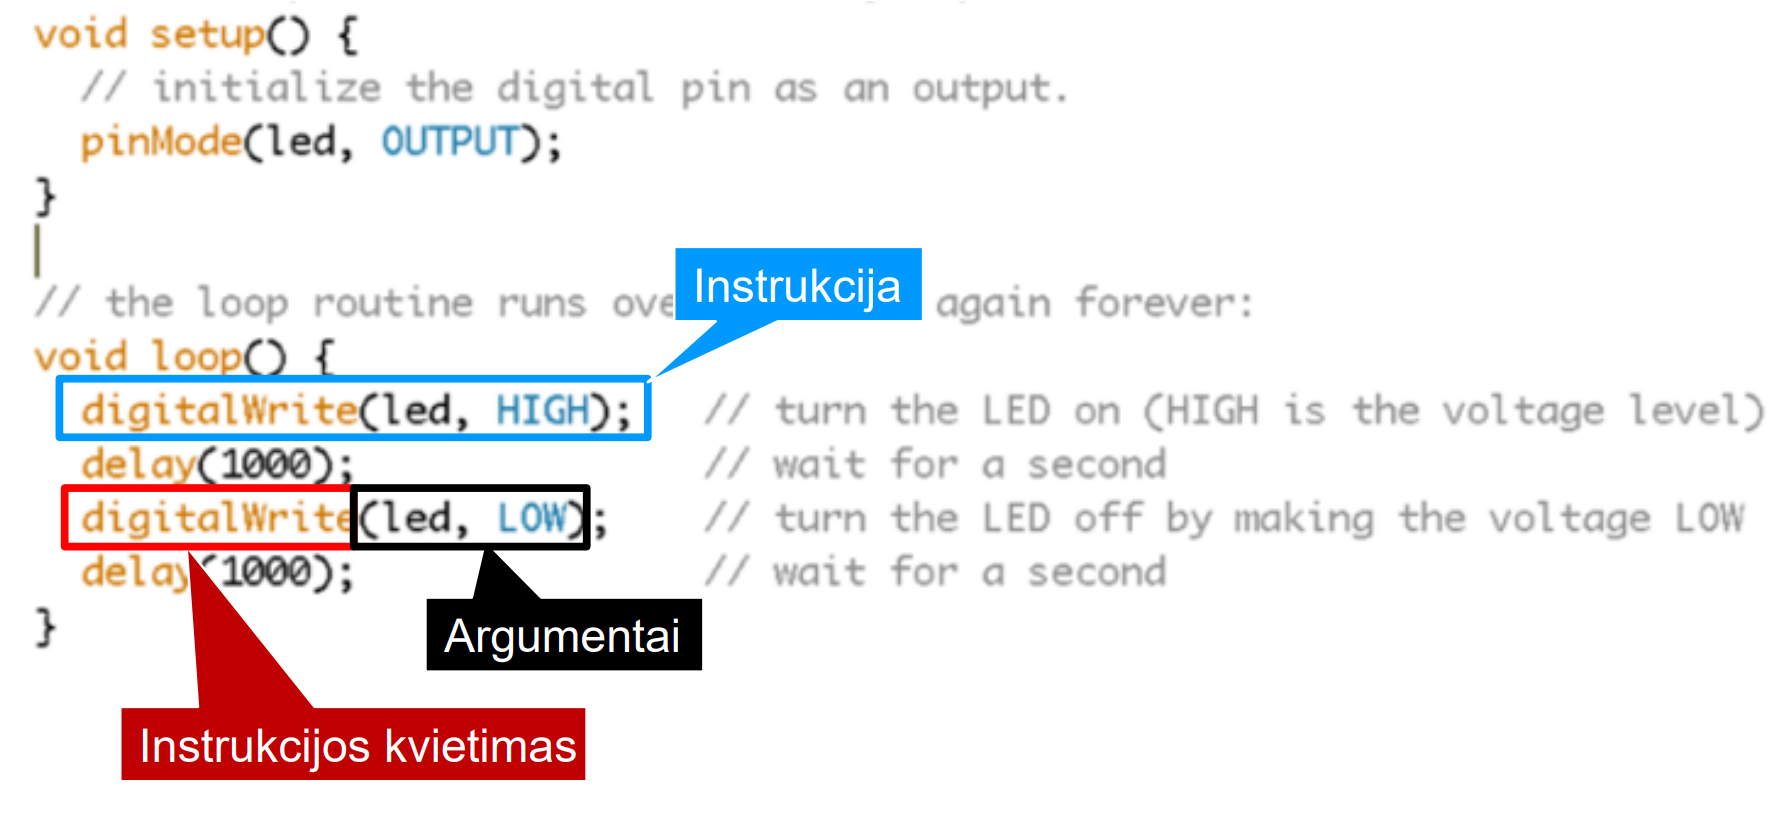 void setup() {
// initialize the digital pin as an output.
pinMode(led, OUTPUT);
}
Instrukcija
// the loop routine runs ove again forever:
void loop() {
digitalWrite(led, HIGH); // turn the LED on (HIGH is the voltage level)
delay(1000); // wait for a second
digitalWrite(led, LOW); // turn the LED off by making the voltage LOW
delay(1000); // wait for a second
}
Argumentai
Instrukcijos kvietimas